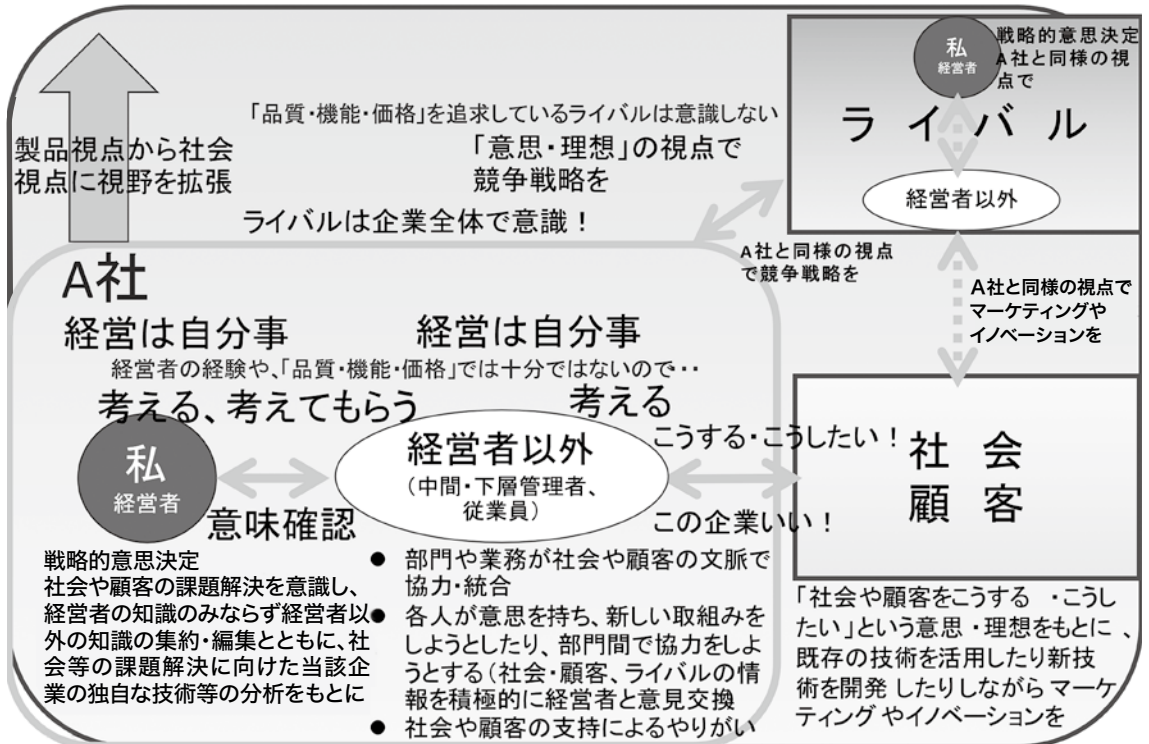 私
経営者
戦略的意思決定
A社と同様の視
点で
ライバル
経営者以外
「品質・機能・価格」を追求しているライバルは意識しない
「意思・理想」の視点で
競争戦略を
ライバルは企業全体で意識！
製品視点から社会
視点に視野を拡張
A社と同様の視点
で競争戦略を
A社と同様の視点で
マーケティングや
イノベーションを
A社
経営は自分事
経営は自分事
経営者の経験や、「品質・機能・価格」では十分ではないので・・
考える、考えてもらう
考える
私
経営者
意味確認
経営者以外
（中間・下層管理者、
従業員）
こうする・こうしたい！
この企業いい！
社会
顧客
戦略的意思決定
社会や顧客の課題解決を意識し、
経営者の知識のみならず経営者以
外の知識の集約・編集とともに、社
会等の課題解決に向けた当該企
業の独自な技術等の分析をもとに
● 部門や業務が社会や顧客の文脈で
協力・統合
● 各人が意思を持ち、新しい取組みを
しようとしたり、部門間で協力をしよ
うとする（社会・顧客、ライバルの情
報を積極的に経営者と意見交換
● 社会や顧客の支持によるやりがい
「社会や顧客をこうする ・こうし
たい」という意思・理想をもとに、
既存の技術を活用したり新技
術を開発したりしながらマーケ
ティングやイノベーションを